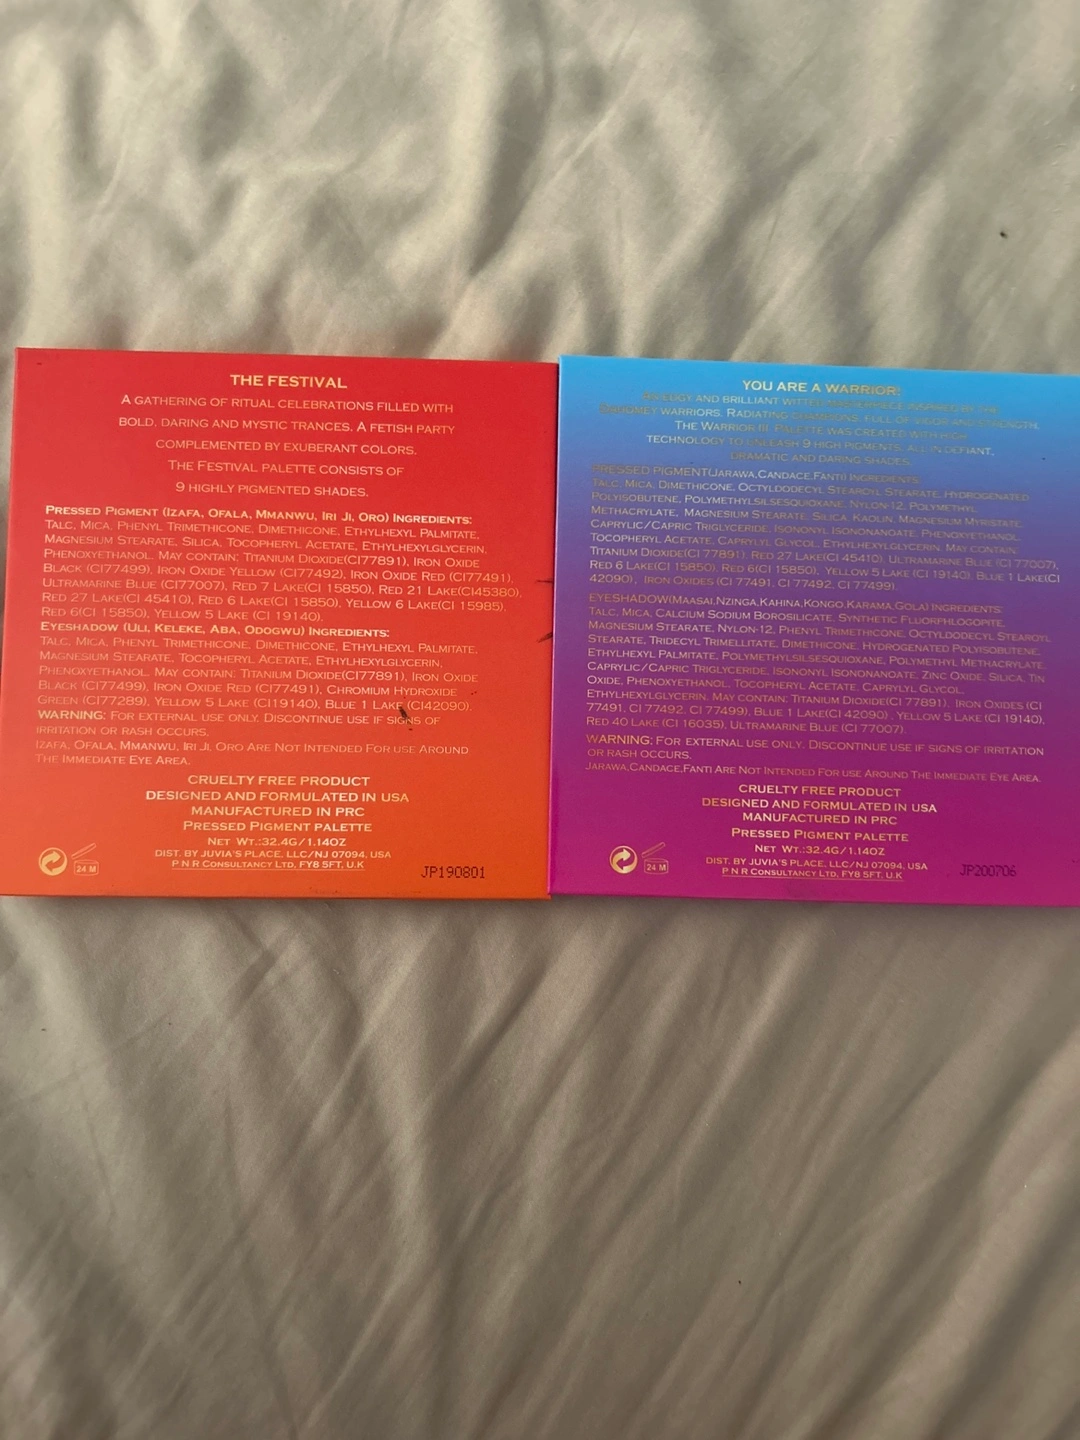 THE FESTIVAL
A GATHERING OF RITUAL CELEBRATIONS FILLED WITH
BOLD, DARING AND MYSTIC TRANCES. A FETISH PARTY
COMPLEMENTED BY EXUBERANT COLORS.
THE FESTIVAL PALETTE CONSISTS OF
9 HIGHLY PIGMENTED SHADES.
PRESSED PIGMENT (IZAFA, OFALA, MMANWU, IRI JI, ORO) INGREDIENTS:
TALC, MICA, PHENYL TRIMETHICONE, DIMETHICONE, ETHYLHEXYL PALMITATE,
MAGNESIUM STEARATE, SILICA, TOCOPHERYL ACETATE, ETHYLHEXYLGLYCERIN,
PHENOXYETHANOL. MAY CONTAIN: TITANIUM DIOXIDE(CI77891), IRON OXIDE
BLACK (CI77499), IRON OXIDE YELLOW (CI77492), IRON OXIDE RED (CI77491),
ULTRAMARINE BLUE (CI77007), RED 7 LAKE(CI 15850), RED 21 LAKE(CI45380),
RED 27 LAKE(CI 45410), RED 6 LAKE(CI 15850), YELLOW 6 LAKE(CI 15985),
RED 6(CI 15850), YELLOW 5 LAKE (CI 19140).
EYESHADOW (ULI, KELEKE, ABA, ODOGWU) INGREDIENTS:
TALC, MICA, PHENYL TRIMETHICONE, DIMETHICONE, ETHYLHEXYL PALMITATE,
MAGNESIUM STEARATE, TOCOPHERYL ACETATE, ETHYLHEXYLGLYCERIN,
PHENOXYETHANOL. MAY CONTAIN: TITANIUM DIOXIDE(CI77891), IRON OXIDE
BLACK (CI77499), IRON OXIDE RED (CI77491), CHROMIUM HYDROXIDE
GREEN (CI77289), YELLOW 5 LAKE (CI19140), BLUE 1 LAKE (CI42090).
WARNING: FOR EXTERNAL USE ONLY. DISCONTINUE USE IF SIGNS OF
IRRITATION OR RASH OCCURS.
IZAFA, OFALA, MMANWU, IRI JI, ORO ARE NOT INTENDED FOR USE AROUND
THE IMMEDIATE EYE AREA.
CRUELTY FREE PRODUCT
DESIGNED AND FORMULATED IN USA
MANUFACTURED IN PRC
PRESSED PIGMENT PALETTE
NET WT.:32.4G/1.14OZ
DIST. BY JUVIA'S PLACE, LLC/NJ 07094, USA
P N R CONSULTANCY LTD, FY8 5FT, U.K
24 M
JP190801
YOU ARE A WARRIOR:
AN EDGY AND BRILLIANT WITTED MASTERPIECE INSPIRED BY THE
DAHOMEY WARRIORS. RADIATING CHAMPIONS, FULL OF VIGOR AND STRENGTH.
THE WARRIOR III PALETTE WAS CREATED WITH HIGH
TECHNOLOGY TO UNLEASH 9 HIGH PIGMENTS, ALL IN DEFIANT,
DRAMATIC AND DARING SHADES.
PRESSED PIGMENT(JARAWA,CANDACE,FANTI) INGREDIENTS:
TALC, MICA, DIMETHICONE, OCTYLDODECYL STEAROYL STEARATE, HYDROGENATED
POLYISOBUTENE, POLYMETHYLSILSESQUIOXANE, NYLON-12, POLYMETHYL
METHACRYLATE, MAGNESIUM STEARATE, SILICA, KAOLIN, MAGNESIUM MYRISTATE,
CAPRYLIC/CAPRIC TRIGLYCERIDE, ISONONYL ISONONANOATE, PHENOXYETHANOL,
TOCOPHERYL ACETATE, CAPRYLYL GLYCOL, ETHYLHEXYLGLYCERIN. MAY CONTAIN:
TITANIUM DIOXIDE(CI 77891), RED 27 LAKE(CI 45410), ULTRAMARINE BLUE (CI 77007),
RED 6 LAKE(CI 15850), RED 6(CI 15850), YELLOW 5 LAKE (CI 19140), BLUE 1 LAKE(CI
42090), IRON OXIDES (CI 77491, CI 77492, CI 77499).
EYESHADOW(MAASAI,NZINGA,KAHINA,KONGO,KARAMA,GOLA) INGREDIENTS:
TALC, MICA, CALCIUM SODIUM BOROSILICATE, SYNTHETIC FLUORPHLOGOPITE,
MAGNESIUM STEARATE, NYLON-12, PHENYL TRIMETHICONE, OCTYLDODECYL STEAROYL
STEARATE, TRIDECYL TRIMELLITATE, DIMETHICONE, HYDROGENATED POLYISOBUTENE,
ETHYLHEXYL PALMITATE, POLYMETHYLSILSESQUIOXANE, POLYMETHYL METHACRYLATE,
CAPRYLIC/CAPRIC TRIGLYCERIDE, ISONONYL ISONONANOATE, ZINC OXIDE, SILICA, TIN
OXIDE, PHENOXYETHANOL, TOCOPHERYL ACETATE, CAPRYLYL GLYCOL,
ETHYLHEXYLGLYCERIN. MAY CONTAIN: TITANIUM DIOXIDE(CI 77891), IRON OXIDES (CI
77491, CI 77492, CI 77499), BLUE 1 LAKE(CI 42090), YELLOW 5 LAKE (CI 19140),
RED 40 LAKE (CI 16035), ULTRAMARINE BLUE (CI 77007).
WARNING: FOR EXTERNAL USE ONLY. DISCONTINUE USE IF SIGNS OF IRRITATION
OR RASH OCCURS.
JARAWA,CANDACE,FANTI ARE NOT INTENDED FOR USE AROUND THE IMMEDIATE EYE AREA.
CRUELTY FREE PRODUCT
DESIGNED AND FORMULATED IN USA
MANUFACTURED IN PRC
PRESSED PIGMENT PALETTE
NET WT.:32.4G/1.14OZ
DIST. BY JUVIA'S PLACE, LLC/NJ 07094, USA
P N R CONSULTANCY LTD, FY8 5FT, U.K
24 M
JP200706